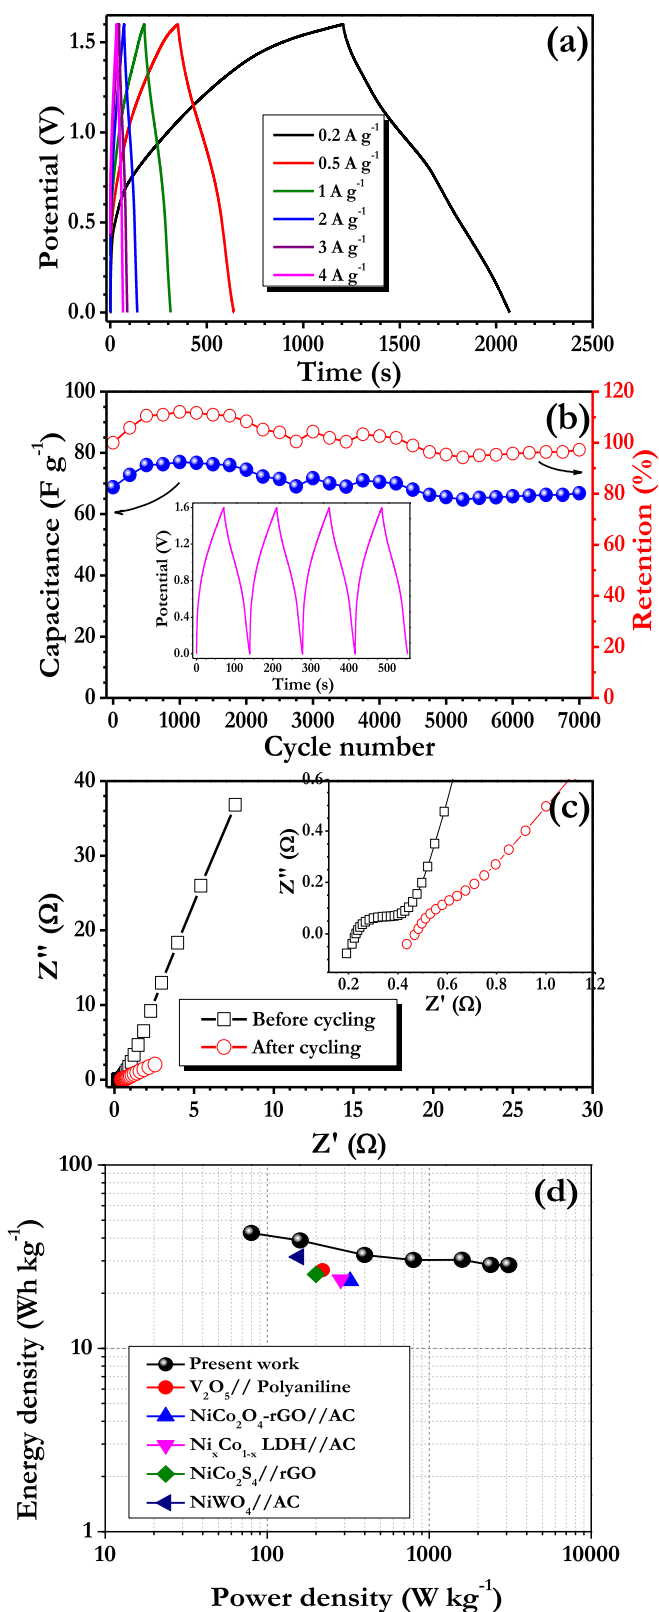 (a)
1.5
1.0
0.5
0.0
Potential (V)
0.2 A g⁻¹
0.5 A g⁻¹
1 A g⁻¹
2 A g⁻¹
3 A g⁻¹
4 A g⁻¹
0 500 1000 1500 2000 2500
Time (s)
(b)
100
80
60
40
20
0
Capacitance (F g⁻¹)
120
100
80
60
40
20
0
Retention (%)
1.6
1.2
0.8
0.4
0.0
Potential (V)
0 100 200 300 400 500
Time (s)
0 1000 2000 3000 4000 5000 6000 7000
Cycle number
(c)
40
30
20
10
0
Z'' (Ω)
0.6
0.4
0.2
0.0
Z'' (Ω)
0.2 0.4 0.6 0.8 1.0 1.2
Z' (Ω)
Before cycling
After cycling
0 5 10 15 20 25 30
Z' (Ω)
(d)
100
10
1
Energy density (Wh kg⁻¹)
Present work
V₂O₅// Polyaniline
NiCo₂O₄-rGO//AC
NiₓCo₁₋ₓ LDH//AC
NiCo₂S₄//rGO
NiWO₄//AC
10 100 1000 10000
Power density (W kg⁻¹)